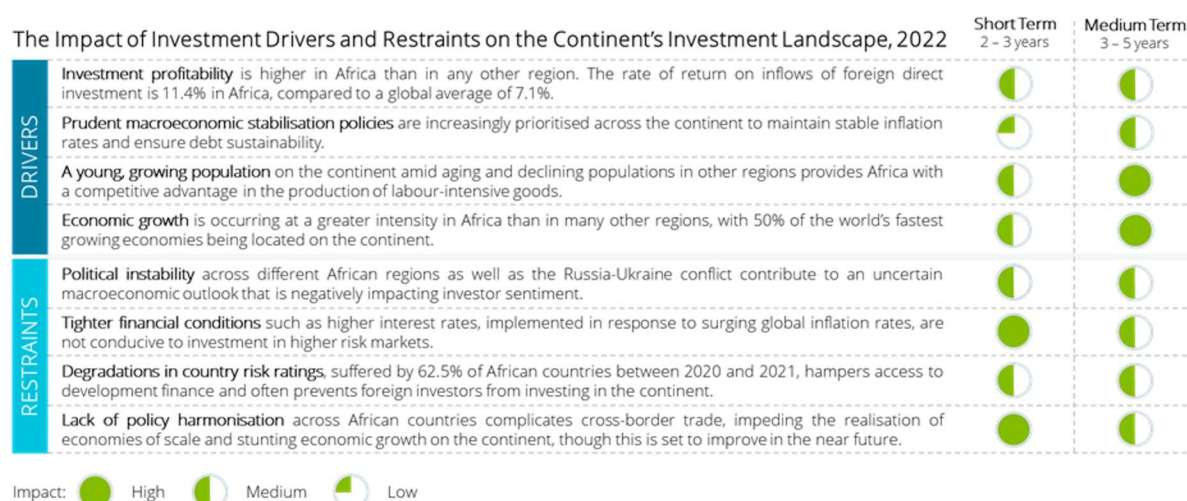 The Impact of Investment Drivers and Restraints on the Continent's Investment Landscape, 2022
Short Term
2 – 3 years
Medium Term
3 – 5 years
DRIVERS
Investment profitability is higher in Africa than in any other region. The rate of return on inflows of foreign direct
investment is 11.4% in Africa, compared to a global average of 7.1%.
Prudent macroeconomic stabilisation policies are increasingly prioritised across the continent to maintain stable inflation
rates and ensure debt sustainability.
A young, growing population on the continent amid aging and declining populations in other regions provides Africa with
a competitive advantage in the production of labour-intensive goods.
Economic growth is occurring at a greater intensity in Africa than in many other regions, with 50% of the world's fastest
growing economies being located on the continent.
RESTRAINTS
Political instability across different African regions as well as the Russia-Ukraine conflict contribute to an uncertain
macroeconomic outlook that is negatively impacting investor sentiment.
Tighter financial conditions such as higher interest rates, implemented in response to surging global inflation rates, are
not conducive to investment in higher risk markets.
Degradations in country risk ratings, suffered by 62.5% of African countries between 2020 and 2021, hampers access to
development finance and often prevents foreign investors from investing in the continent.
Lack of policy harmonisation across African countries complicates cross-border trade, impeding the realisation of
economies of scale and stunting economic growth on the continent, though this is set to improve in the near future.
Impact: High Medium Low